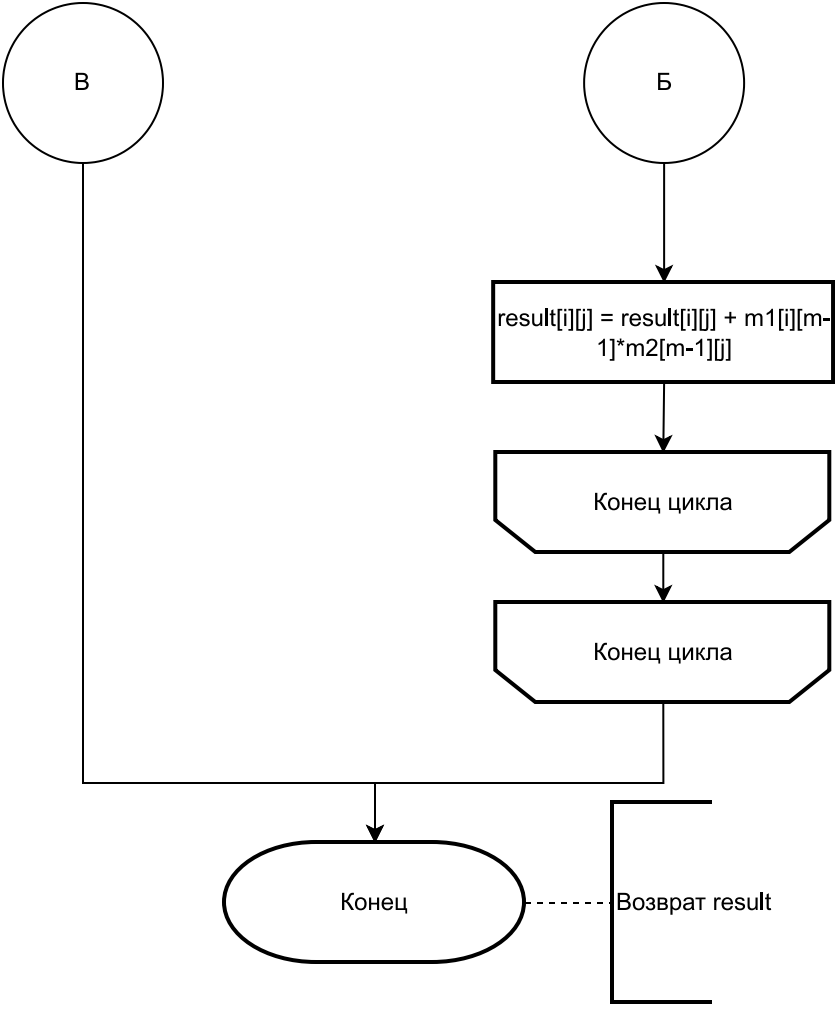 В
Б
result[i][j] = result[i][j] + m1[i][m-
1]*m2[m-1][j]
Конец цикла
Конец цикла
Конец
Возврат result